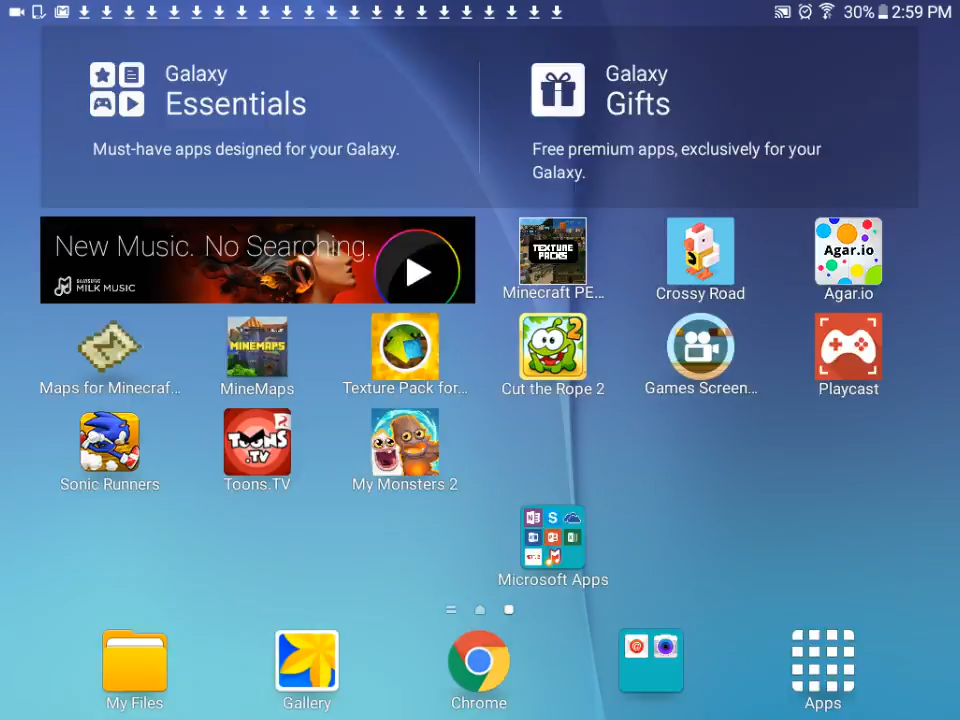 30% 2:59 PM
Galaxy
Essentials
Must-have apps designed for your Galaxy.
Galaxy
Gifts
Free premium apps, exclusively for your
Galaxy.
New Music. No Searching.
SAMSUNG
MILK MUSIC
TEXTURE
PACKS
Minecraft PE...
Crossy Road
Agar.io
Agar.io
Maps for Minecraf...
MINEMAPS
MineMaps
Texture Pack for...
2
Cut the Rope 2
Games Screen...
Playcast
Sonic Runners
TOONS
.TV
Toons.TV
My Monsters 2
N
S
Microsoft Apps
My Files
Gallery
Chrome
Apps